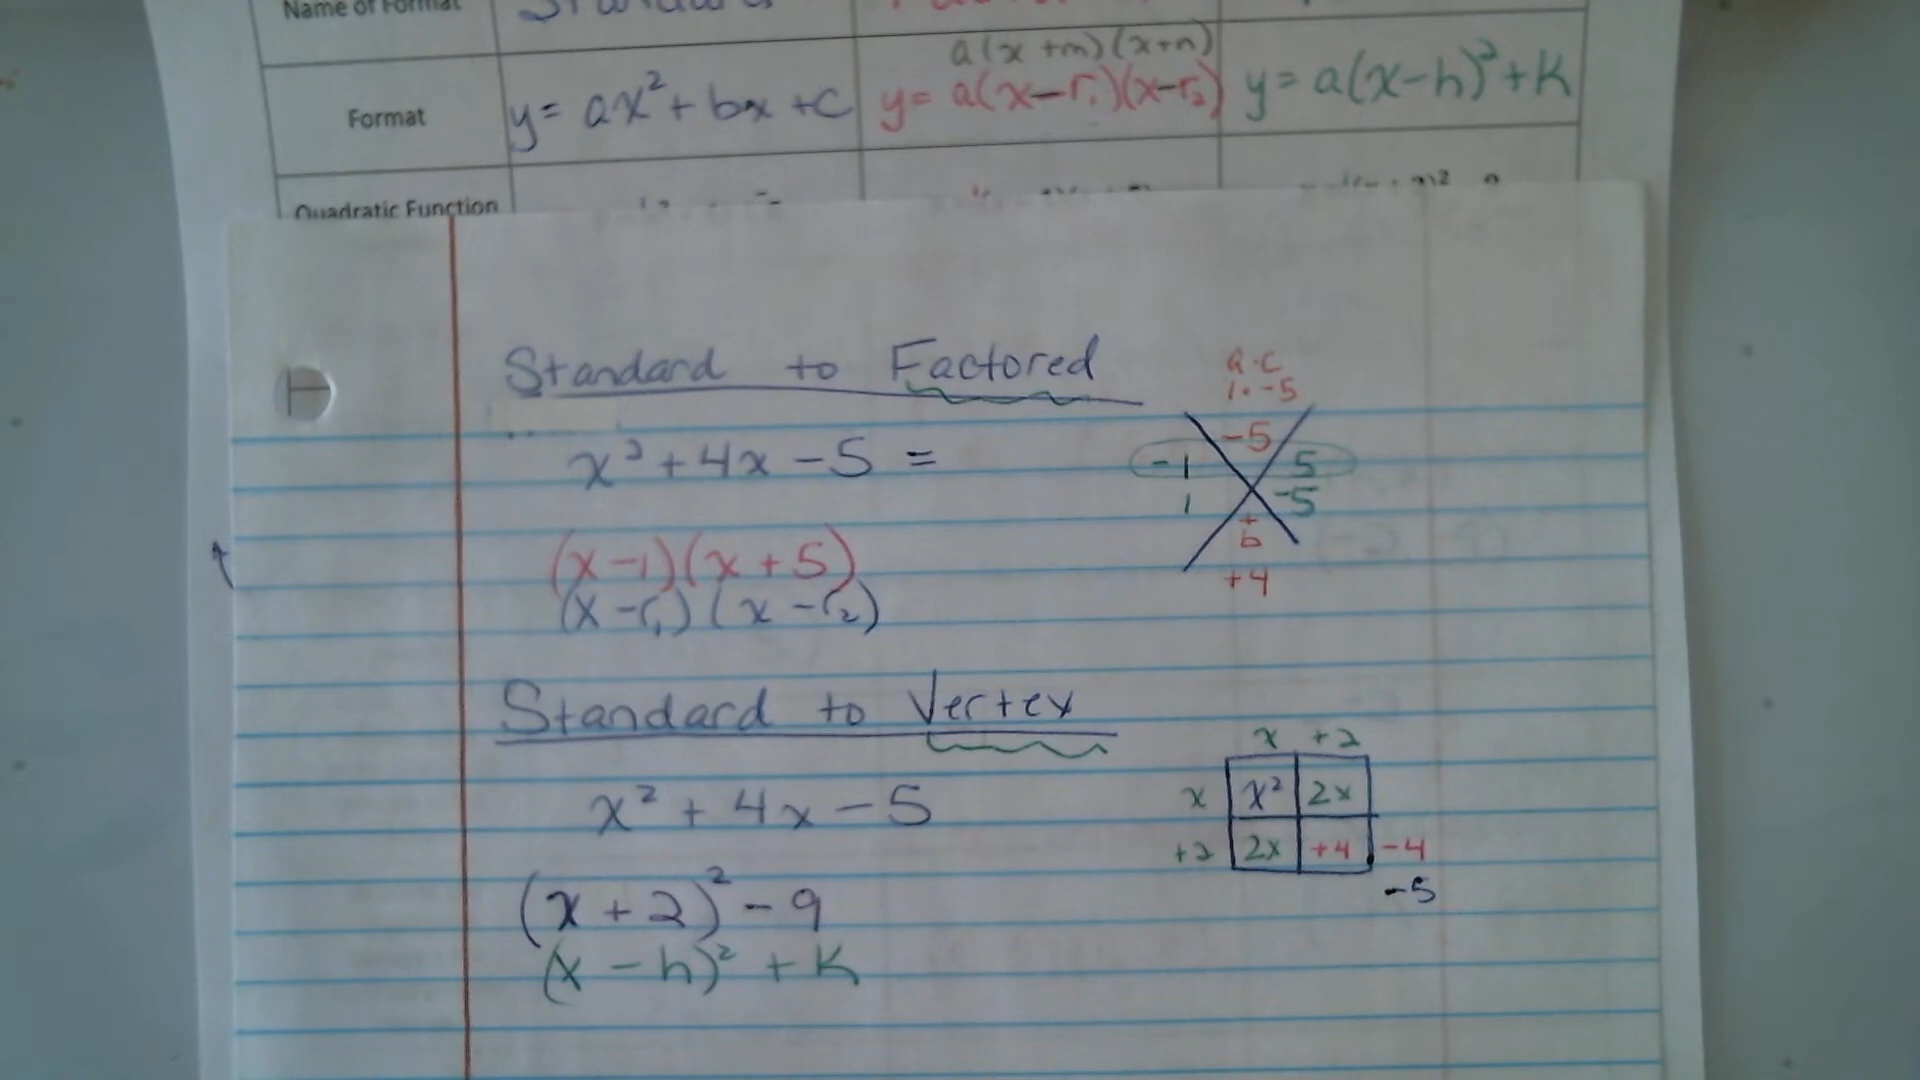 Name of Format Standard
a(x+m)(x+n)
Format y = ax² + bx + c y = a(x-r₁)(x-r₂) y = a(x-h)² + k
Quadratic Function
Standard to Factored
a·c
1·-5
x² + 4x - 5 =
-5
-1 5
1 -5
+
b
+4
(x-1)(x+5)
(x-r₁)(x-r₂)
Standard to Vertex
x +2
x² + 4x - 5
x x² 2x
+2 2x +4 -4
-5
(x+2)² - 9
(x-h)² + k